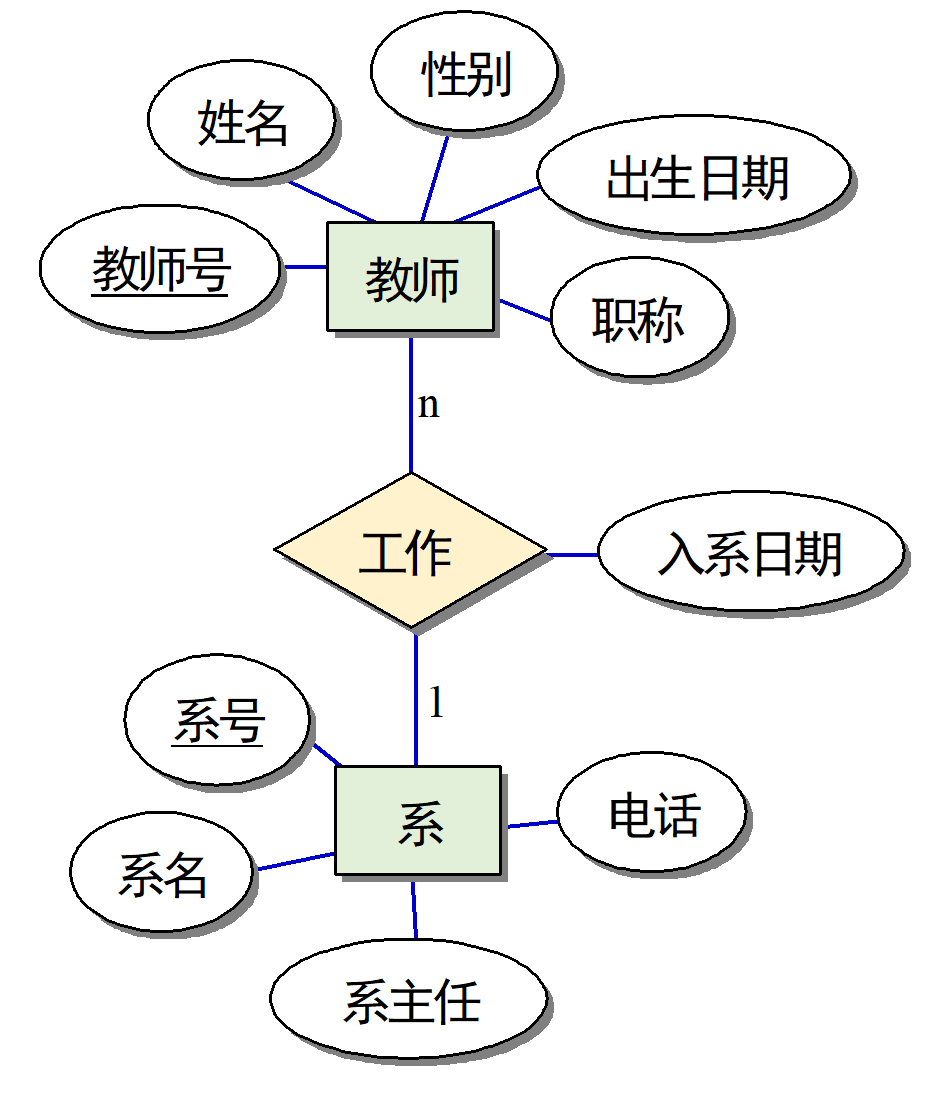 性别
姓名
出生日期
教师号
教师
职称
n
工作
入系日期
1
系号
电话
系
系名
系主任